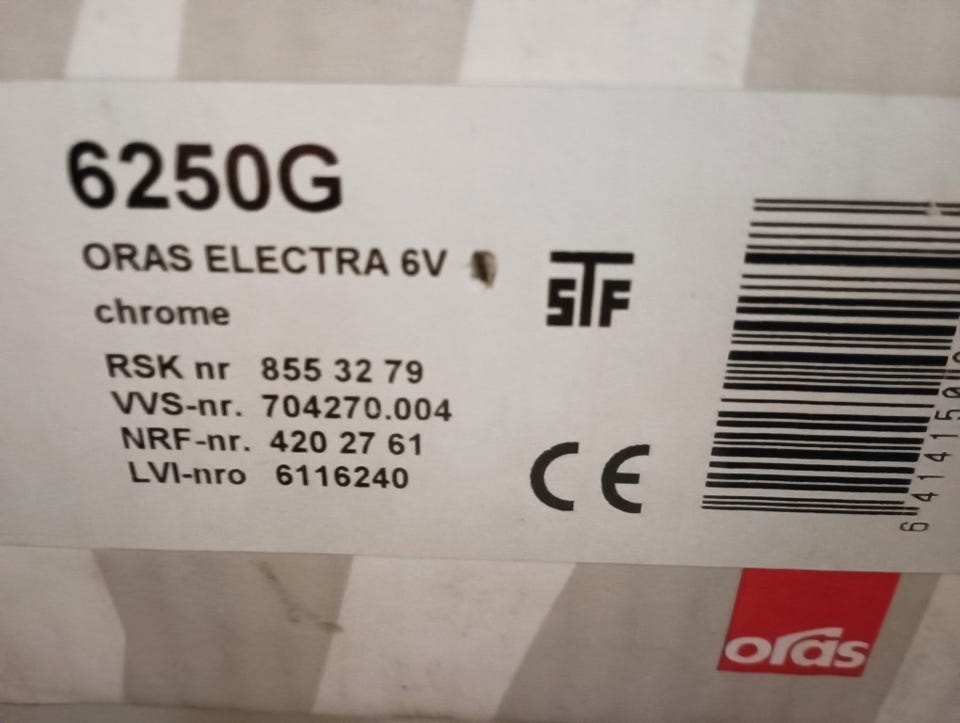 6250G
ORAS ELECTRA 6V
chrome
RSK nr 855 32 79
VVS-nr. 704270.004
NRF-nr. 420 27 61
LVI-nro 6116240
STF
CE
oras